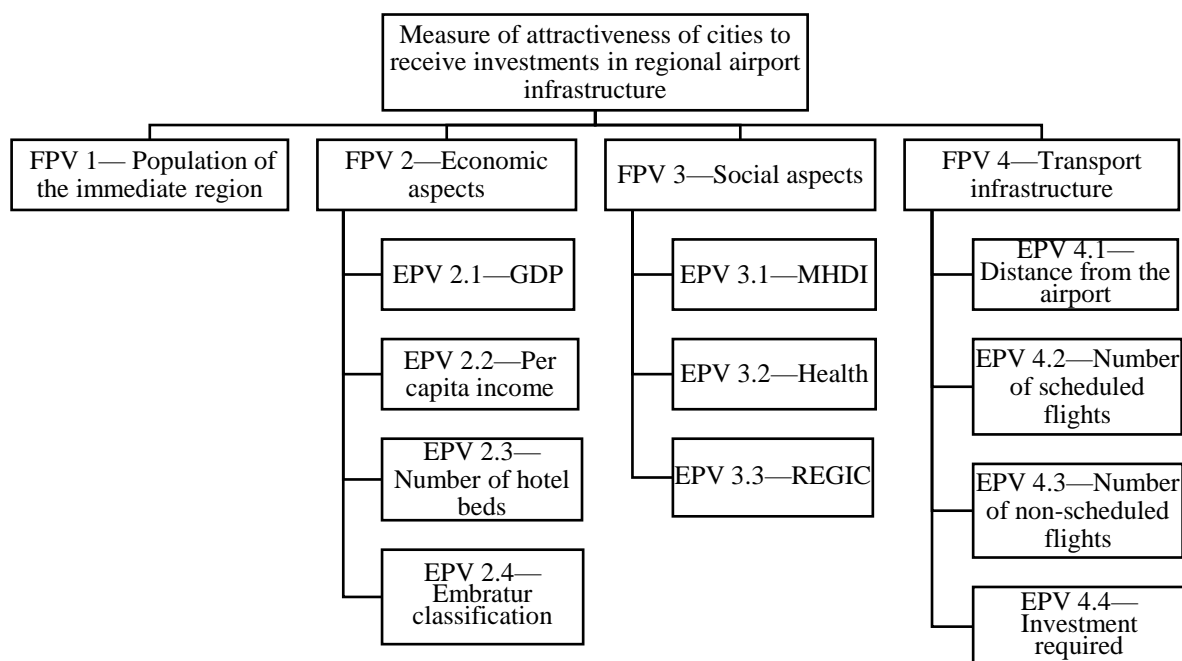 Measure of attractiveness of cities to
receive investments in regional airport
infrastructure
FPV 1— Population of
the immediate region
FPV 2—Economic
aspects
EPV 2.1—GDP
EPV 2.2—Per
capita income
EPV 2.3—
Number of hotel
beds
EPV 2.4—
Embratur
classification
FPV 3—Social aspects
EPV 3.1—MHDI
EPV 3.2—Health
EPV 3.3—REGIC
FPV 4—Transport
infrastructure
EPV 4.1—
Distance from the
airport
EPV 4.2—Number
of scheduled
flights
EPV 4.3—Number
of non-scheduled
flights
EPV 4.4—
Investment
required